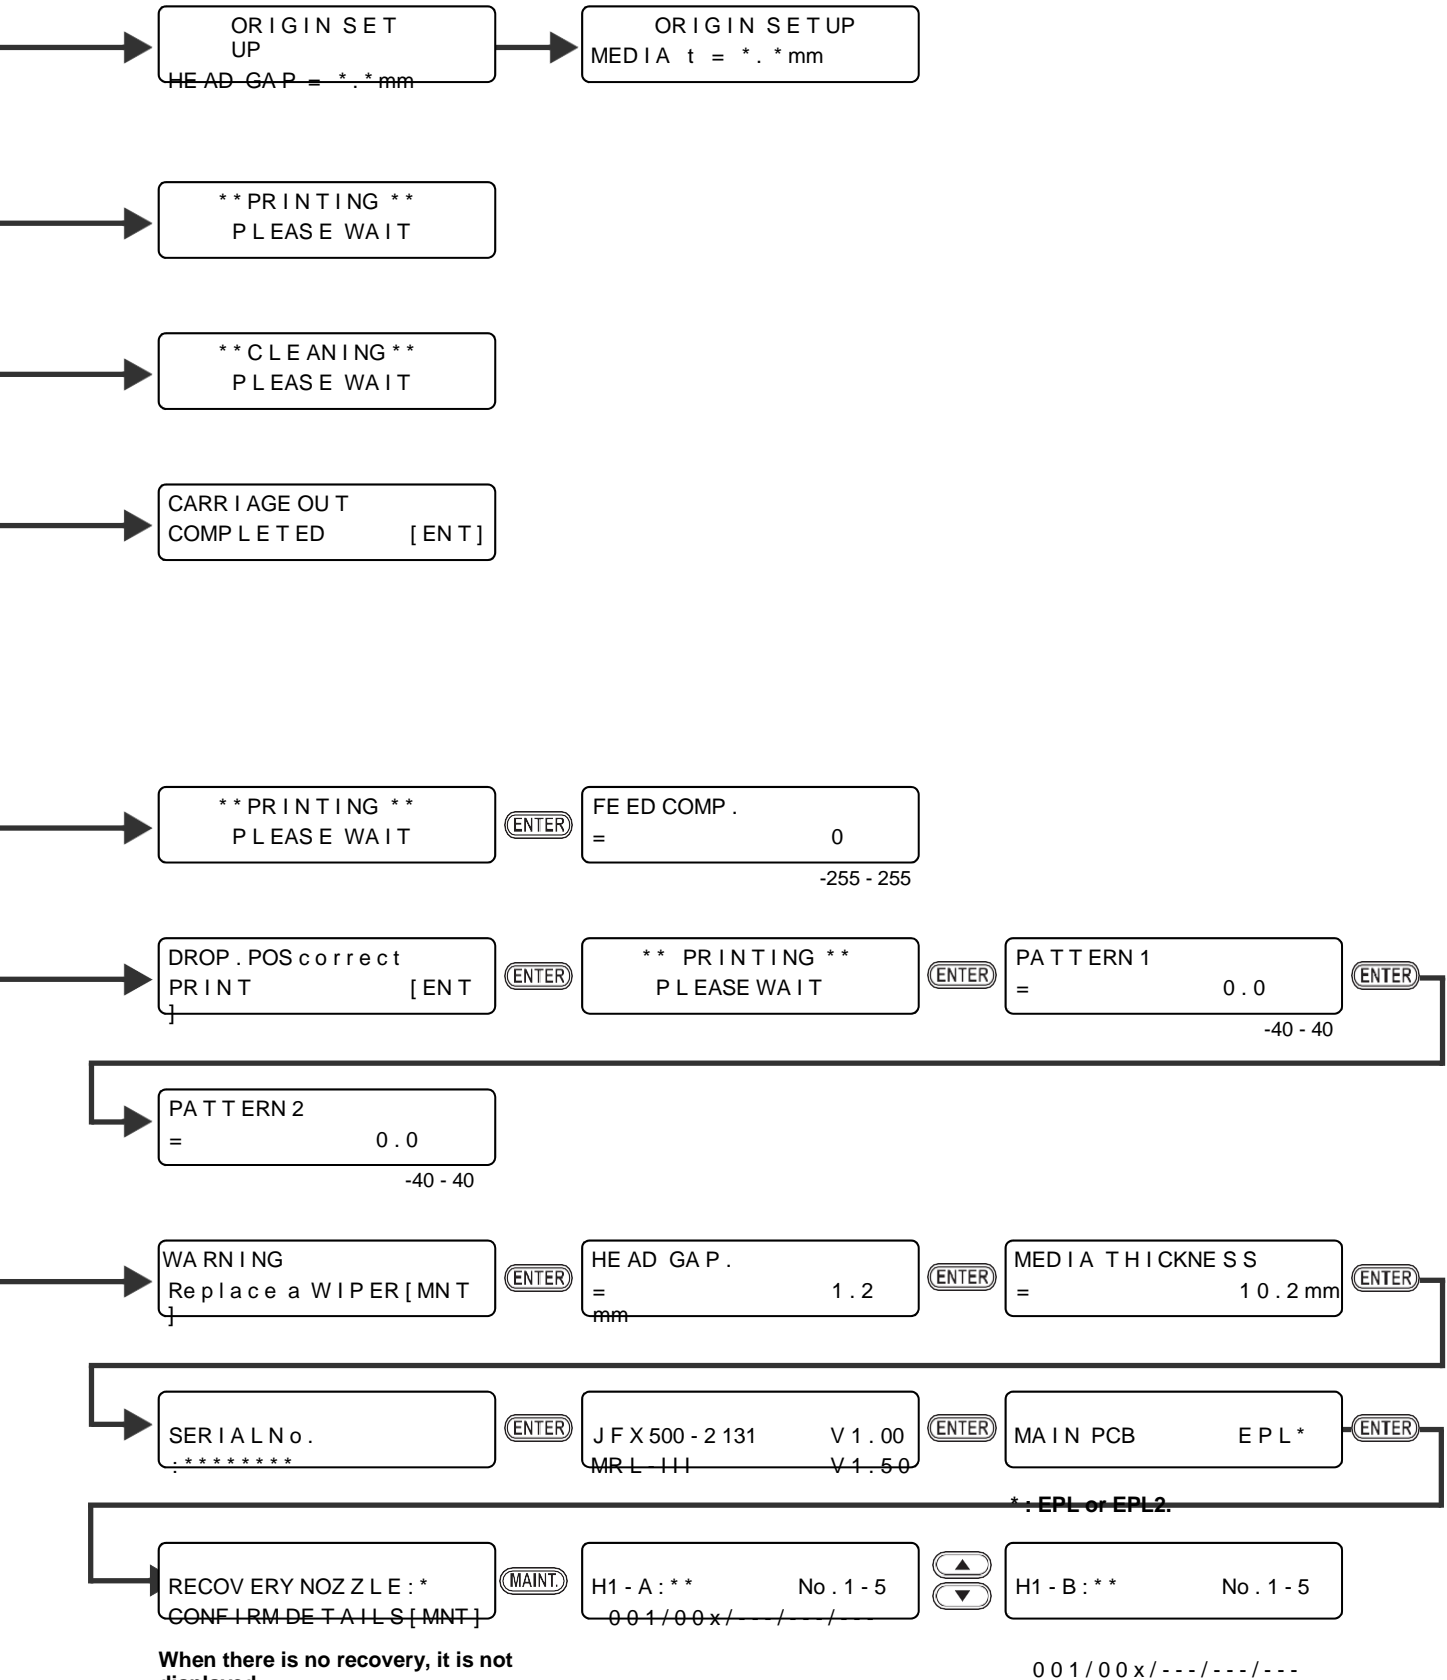 ORIGIN SET
UP
HEAD GAP = *.*mm
ORIGIN SETUP
MEDIA t = *.*mm
**PRINTING**
PLEASE WAIT
**CLEANING**
PLEASE WAIT
CARRIAGE OUT
COMPLETED [ENT]
**PRINTING**
PLEASE WAIT
ENTER
FEED COMP.
= 0
-255 - 255
DROP.POScorrect
PRINT [ENT
]
ENTER
** PRINTING **
PLEASE WAIT
ENTER
PATTERN1
= 0.0
-40 - 40
ENTER
PATTERN2
= 0.0
-40 - 40
WARNING
Replace a WIPER[MNT
]
ENTER
HEAD GAP.
= 1.2
mm
ENTER
MEDIA THICKNESS
= 10.2mm
ENTER
SERIALNo.
:********
ENTER
JFX500-2131 V1.00
MRL-III V1.50
ENTER
MAIN PCB EPL*
ENTER
* : EPL or EPL2.
RECOVERY NOZZLE:*
CONFIRM DETAILS[MNT]
MAINT.
H1-A:** No.1-5
001/00x/---/---/---
▲
▼
H1-B:** No.1-5
001/00x/---/---/---
When there is no recovery, it is not